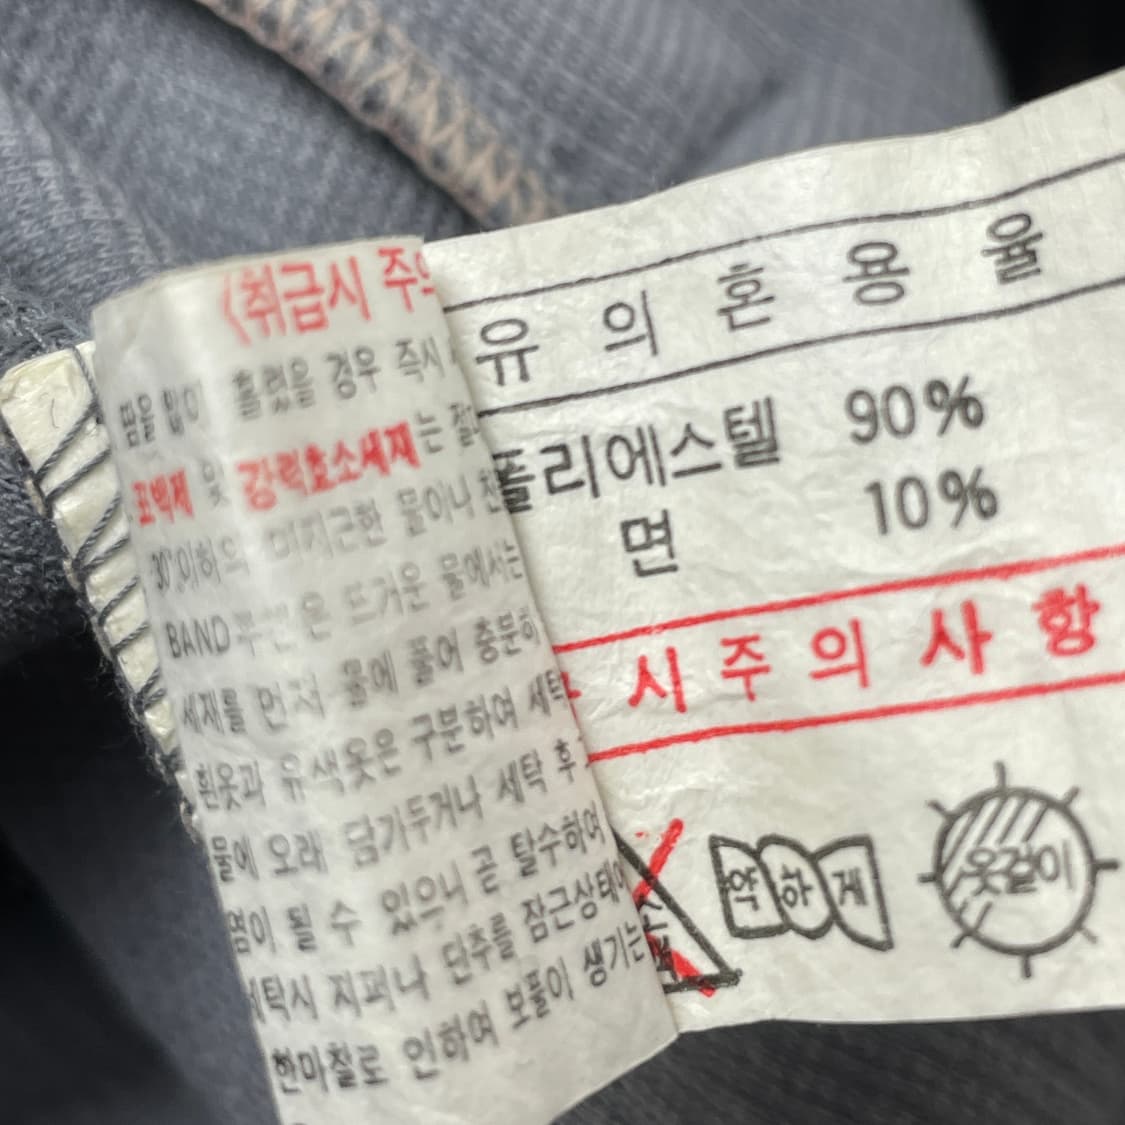 <취급시 주의
땀을 많이 흘렸을 경우 즉시
표백제 및 강력효소세제는 절
30°이하의 미지근한 물이나 찬
BAND 부분은 뜨거운 물에서는
세제를 먼저 물에 풀어 충분히
흰옷과 유색옷은 구분하여 세탁
물에 오래 담가두거나 세탁 후
염이 될 수 있으니 곧 탈수하여
세탁시 지퍼나 단추를 잠근상태
한마찰로 인하여 보풀이 생기는
유의혼용율
폴리에스텔 90%
면 10%
시주의사항
약하게
옷걸이